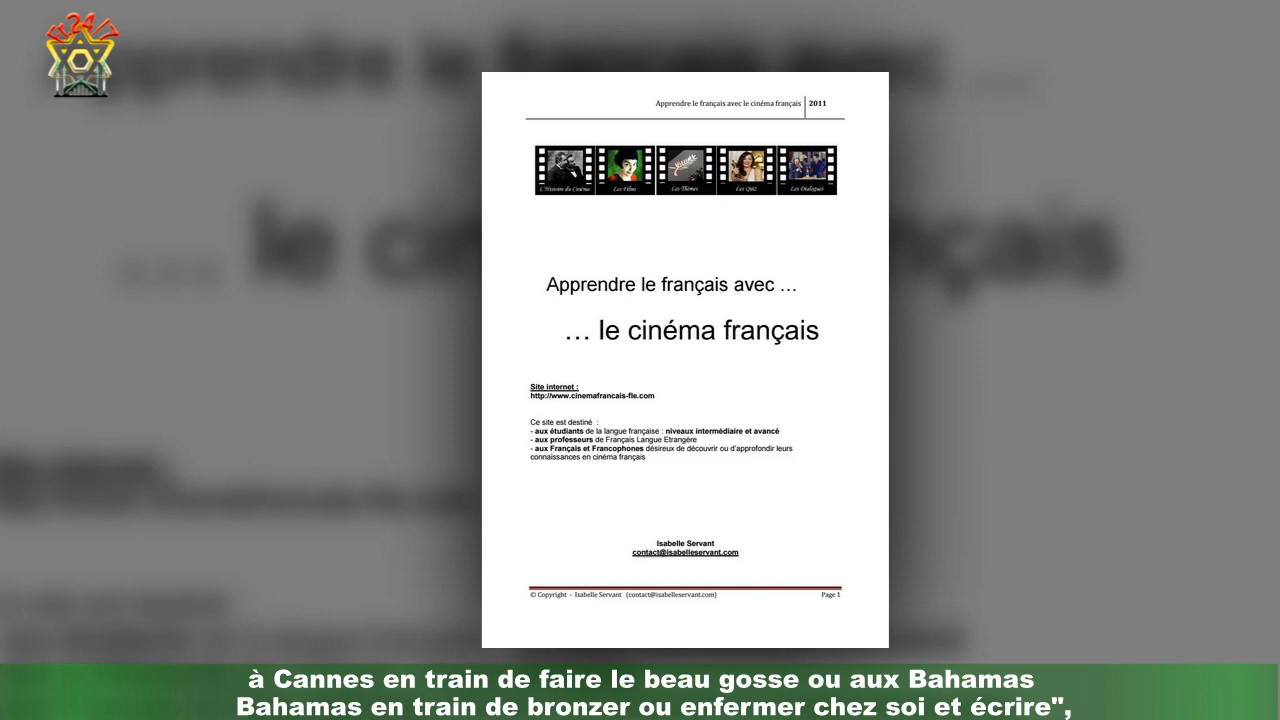 24
Apprendre le français avec le cinéma français 2011
L'Histoire du Cinéma Les Films Les Thèmes Les Quiz Les Dialogues
Apprendre le français avec …
… le cinéma français
Site internet :
http://www.cinemafrancais-fle.com
Ce site est destiné :
- aux étudiants de la langue française : niveaux intermédiaire et avancé
- aux professeurs de Français Langue Etrangère
- aux Français et Francophones désireux de découvrir ou d'approfondir leurs
connaissances en cinéma français
Isabelle Servant
contact@isabelleservant.com
© Copyright - Isabelle Servant (contact@isabelleservant.com) Page 1
à Cannes en train de faire le beau gosse ou aux Bahamas
Bahamas en train de bronzer ou enfermer chez soi et écrire",